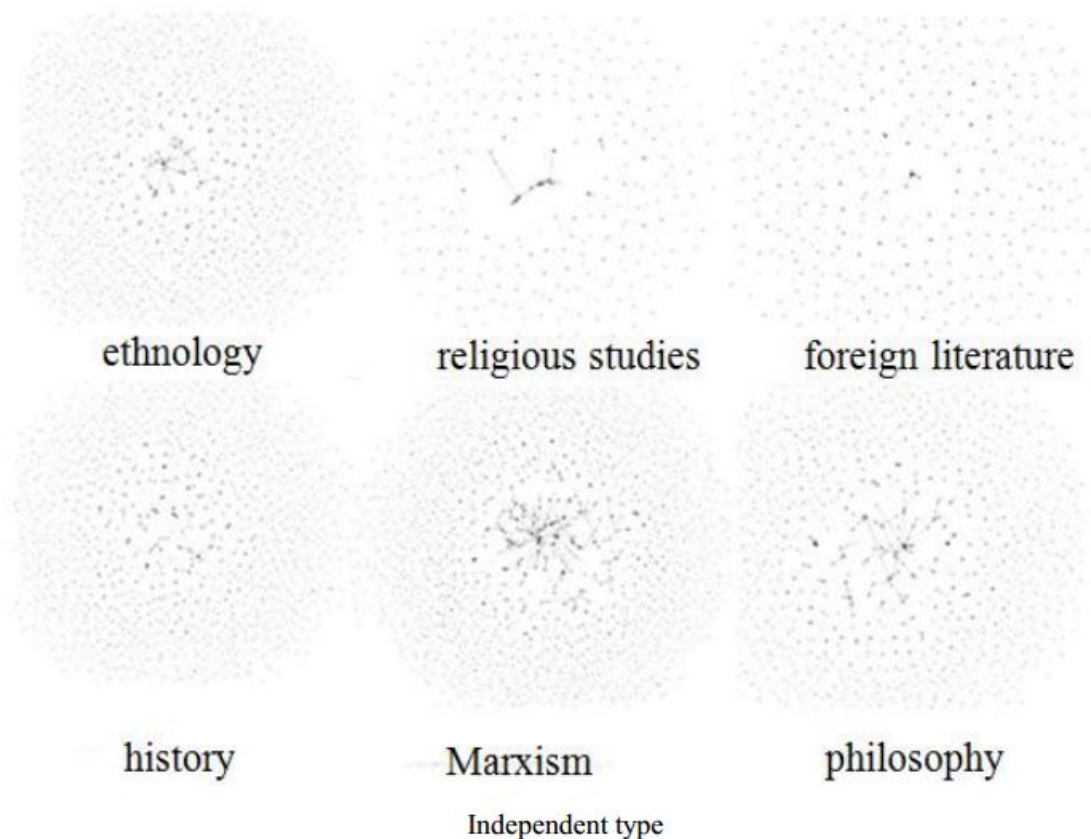 ethnology religious studies foreign literature
history Marxism philosophy
Independent type